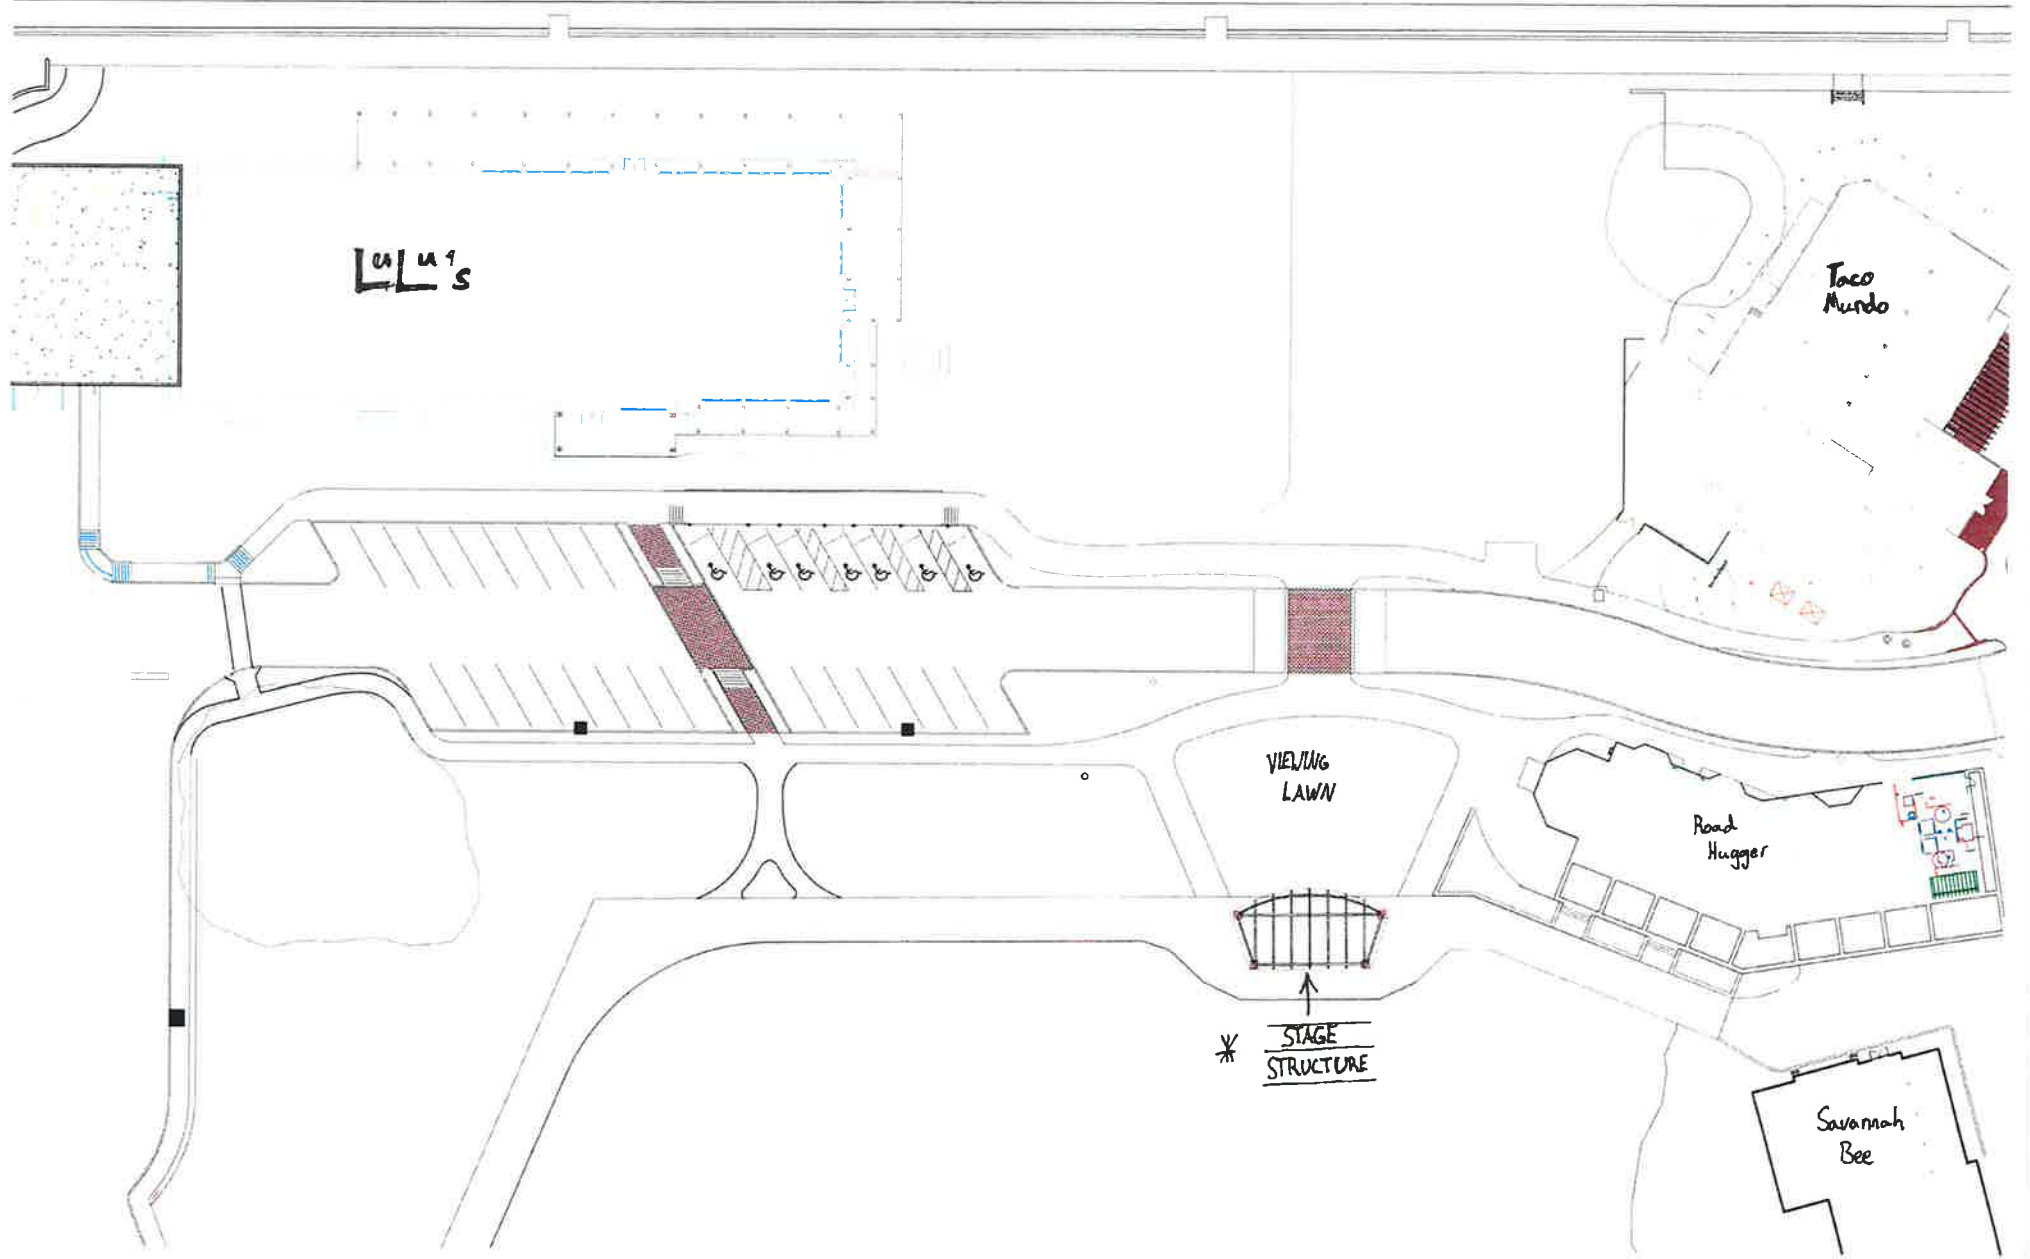 LuLu's
Taco
Mundo
VIEWING
LAWN
Road
Hugger
* STAGE
STRUCTURE
Savannah
Bee